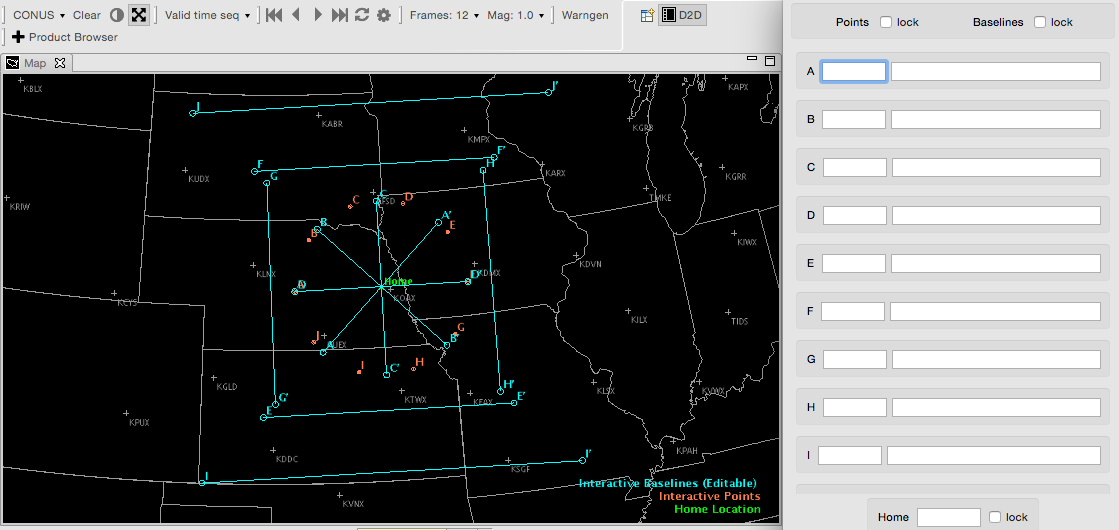 CONUS Clear Valid time seq Frames: 12 Mag: 1.0 Warngen D2D
Product Browser
Map
Points lock Baselines lock
A
B
C
D
E
F
G
H
I
Home lock
KBLX
J J'
KABR
KMPX
KGRB
KAPX
F F'
G H
KUDX
KARX
KGRR
KRIW
C D
C
KFSD
TMKE
B
B
A' E
KIWX
KLNX
KDMX
KDVN
D'
Home
KOAX
KCYS
KILX
TIDS
J
A
G
B'
I H
C'
KGLD
KTWX
H'
KEAX
KLSX
KVWX
G'
E E'
KPUX
KDDC
KPAH
I I'
KSGF
KVNX
Interactive Baselines (Editable)
Interactive Points
Home Location